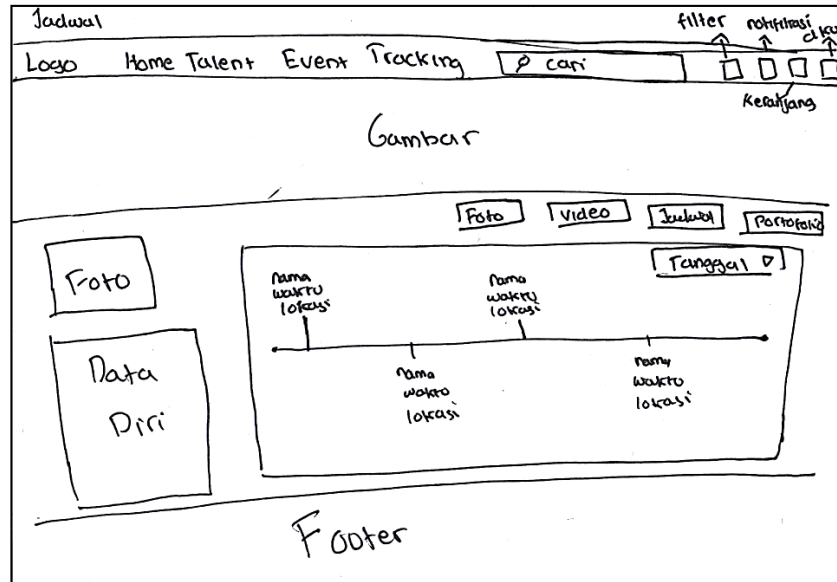 Jadwal
filter
notifikasi
aku
Logo Home Talent Event Tracking cari
Keranjang
Gambar
Foto Video Jadwal Portofolio
Foto
Tanggal
nama
waktu
lokasi
nama
waktu
lokasi
nama
waktu
lokasi
nama
waktu
lokasi
Data
Diri
Footer